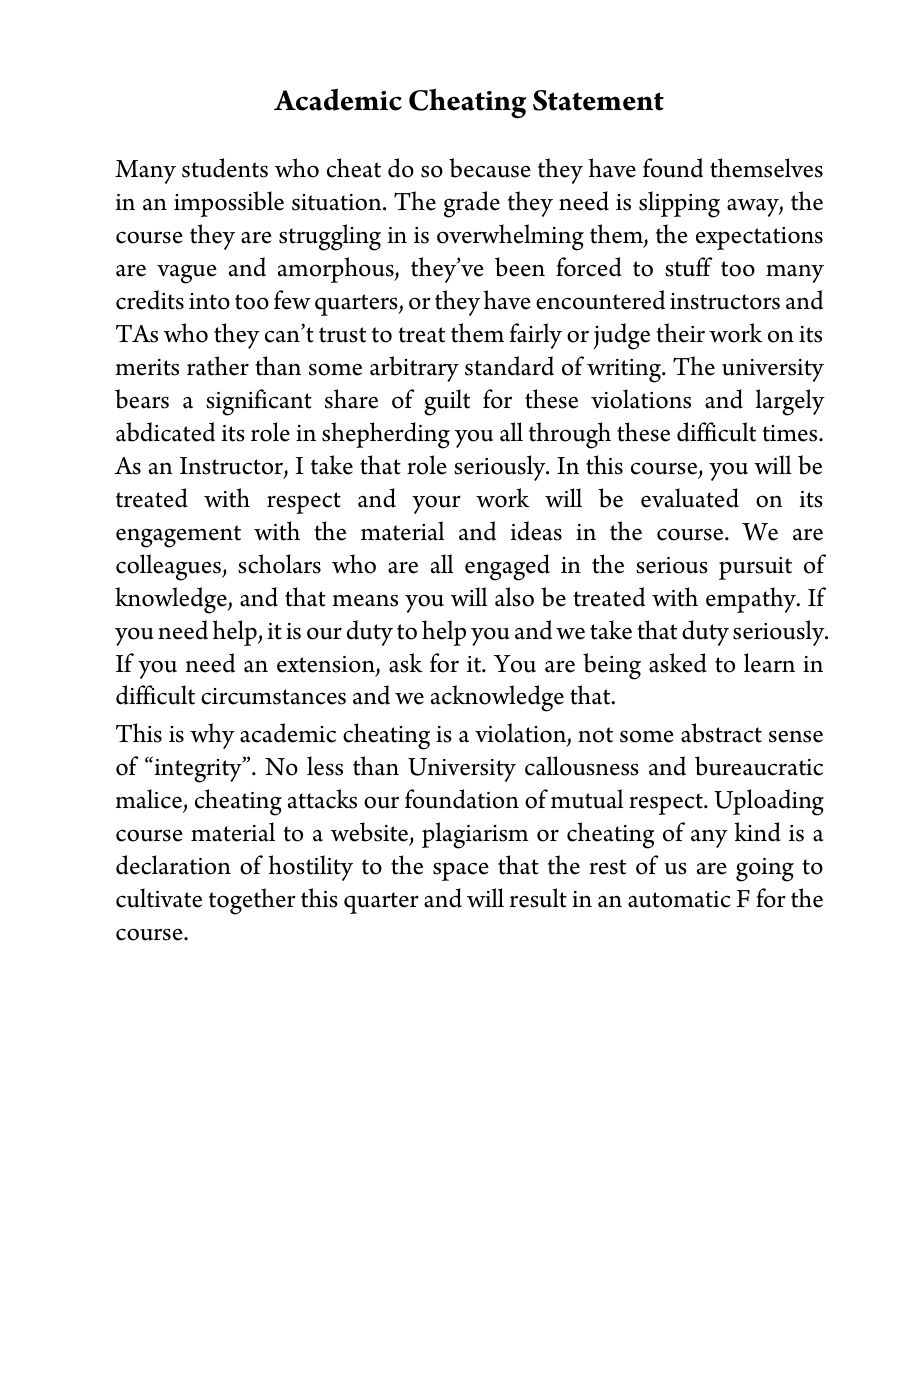 Academic Cheating Statement
Many students who cheat do so because they have found themselves
in an impossible situation. The grade they need is slipping away, the
course they are struggling in is overwhelming them, the expectations
are vague and amorphous, they’ve been forced to stuff too many
credits into too few quarters, or they have encountered instructors and
TAs who they can’t trust to treat them fairly or judge their work on its
merits rather than some arbitrary standard of writing. The university
bears a significant share of guilt for these violations and largely
abdicated its role in shepherding you all through these difficult times.
As an Instructor, I take that role seriously. In this course, you will be
treated with respect and your work will be evaluated on its
engagement with the material and ideas in the course. We are
colleagues, scholars who are all engaged in the serious pursuit of
knowledge, and that means you will also be treated with empathy. If
you need help, it is our duty to help you and we take that duty seriously.
If you need an extension, ask for it. You are being asked to learn in
difficult circumstances and we acknowledge that.
This is why academic cheating is a violation, not some abstract sense
of “integrity”. No less than University callousness and bureaucratic
malice, cheating attacks our foundation of mutual respect. Uploading
course material to a website, plagiarism or cheating of any kind is a
declaration of hostility to the space that the rest of us are going to
cultivate together this quarter and will result in an automatic F for the
course.